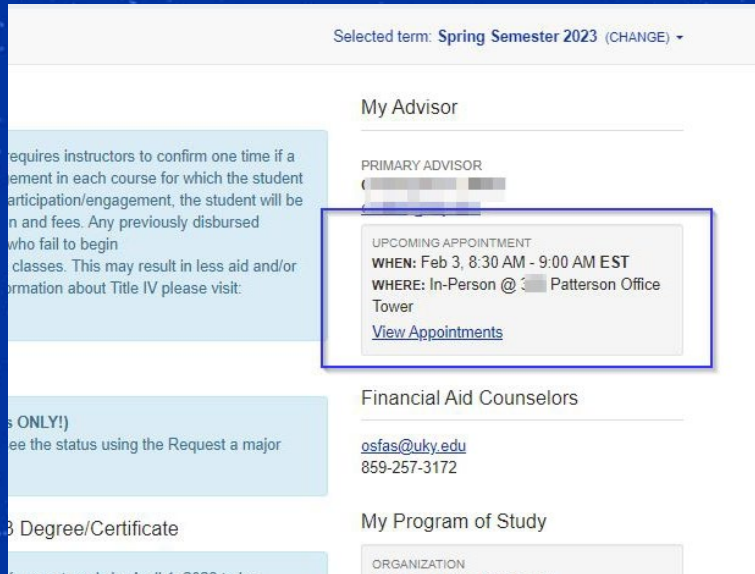 Selected term: Spring Semester 2023 (CHANGE)
My Advisor
requires instructors to confirm one time if a
gement in each course for which the student
articipation/engagement, the student will be
n and fees. Any previously disbursed
who fail to begin
classes. This may result in less aid and/or
ormation about Title IV please visit:
PRIMARY ADVISOR
UPCOMING APPOINTMENT
WHEN: Feb 3, 8:30 AM - 9:00 AM EST
WHERE: In-Person @ 3 Patterson Office
Tower
View Appointments
Financial Aid Counselors
s ONLY!)
ee the status using the Request a major
osfas@uky.edu
859-257-3172
3 Degree/Certificate
My Program of Study
ORGANIZATION